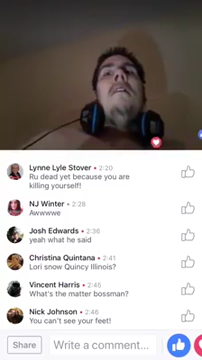 Lynne Lyle Stover • 2:20
Ru dead yet because you are
killing yourself!
NJ Winter • 2:28
Awwwwe
Josh Edwards • 2:36
yeah what he said
Christina Quintana • 2:41
Lori snow Quincy Illinois?
Vincent Harris • 2:45
What's the matter bossman?
Nick Johnson • 2:46
You can't see your feet!
Share
Write a comment...